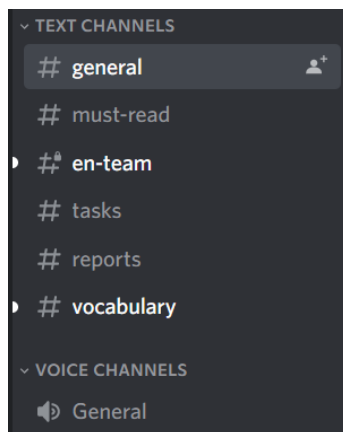 TEXT CHANNELS
# general
# must-read
# en-team
# tasks
# reports
# vocabulary
VOICE CHANNELS
General